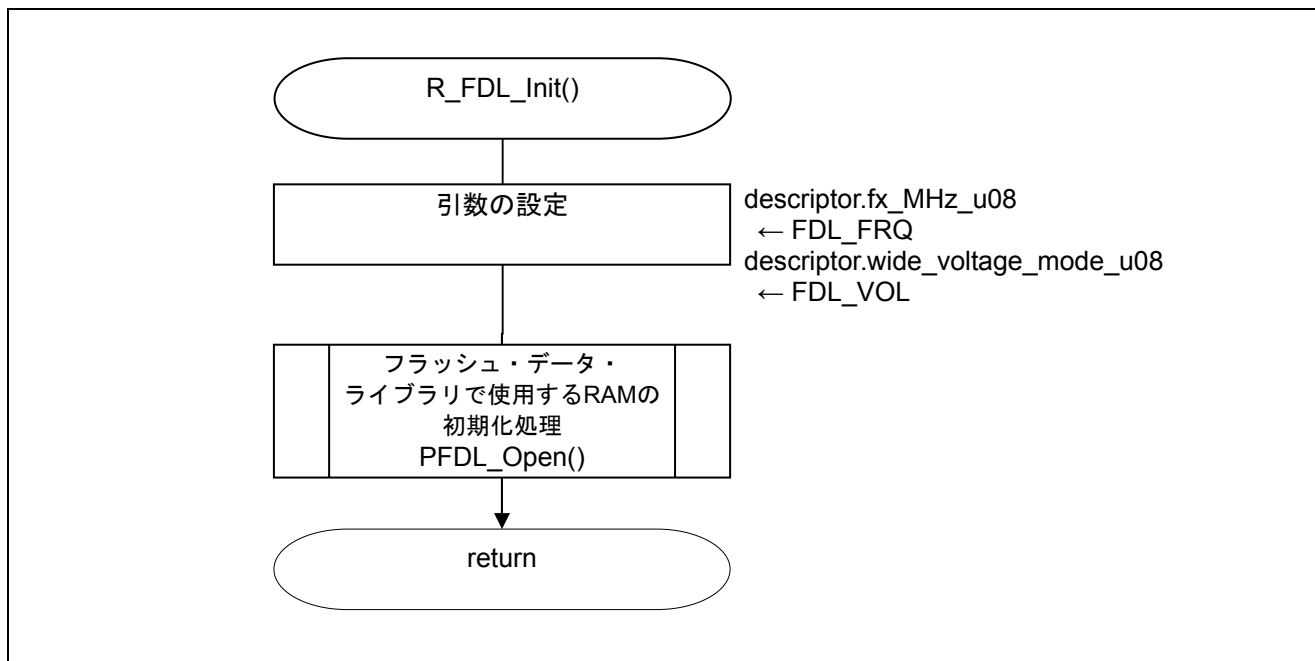 R_FDL_Init()
引数の設定
descriptor.fx_MHz_u08
← FDL_FRQ
descriptor.wide_voltage_mode_u08
← FDL_VOL
フラッシュ・データ・
ライブラリで使用するRAMの
初期化処理
PFDL_Open()
return